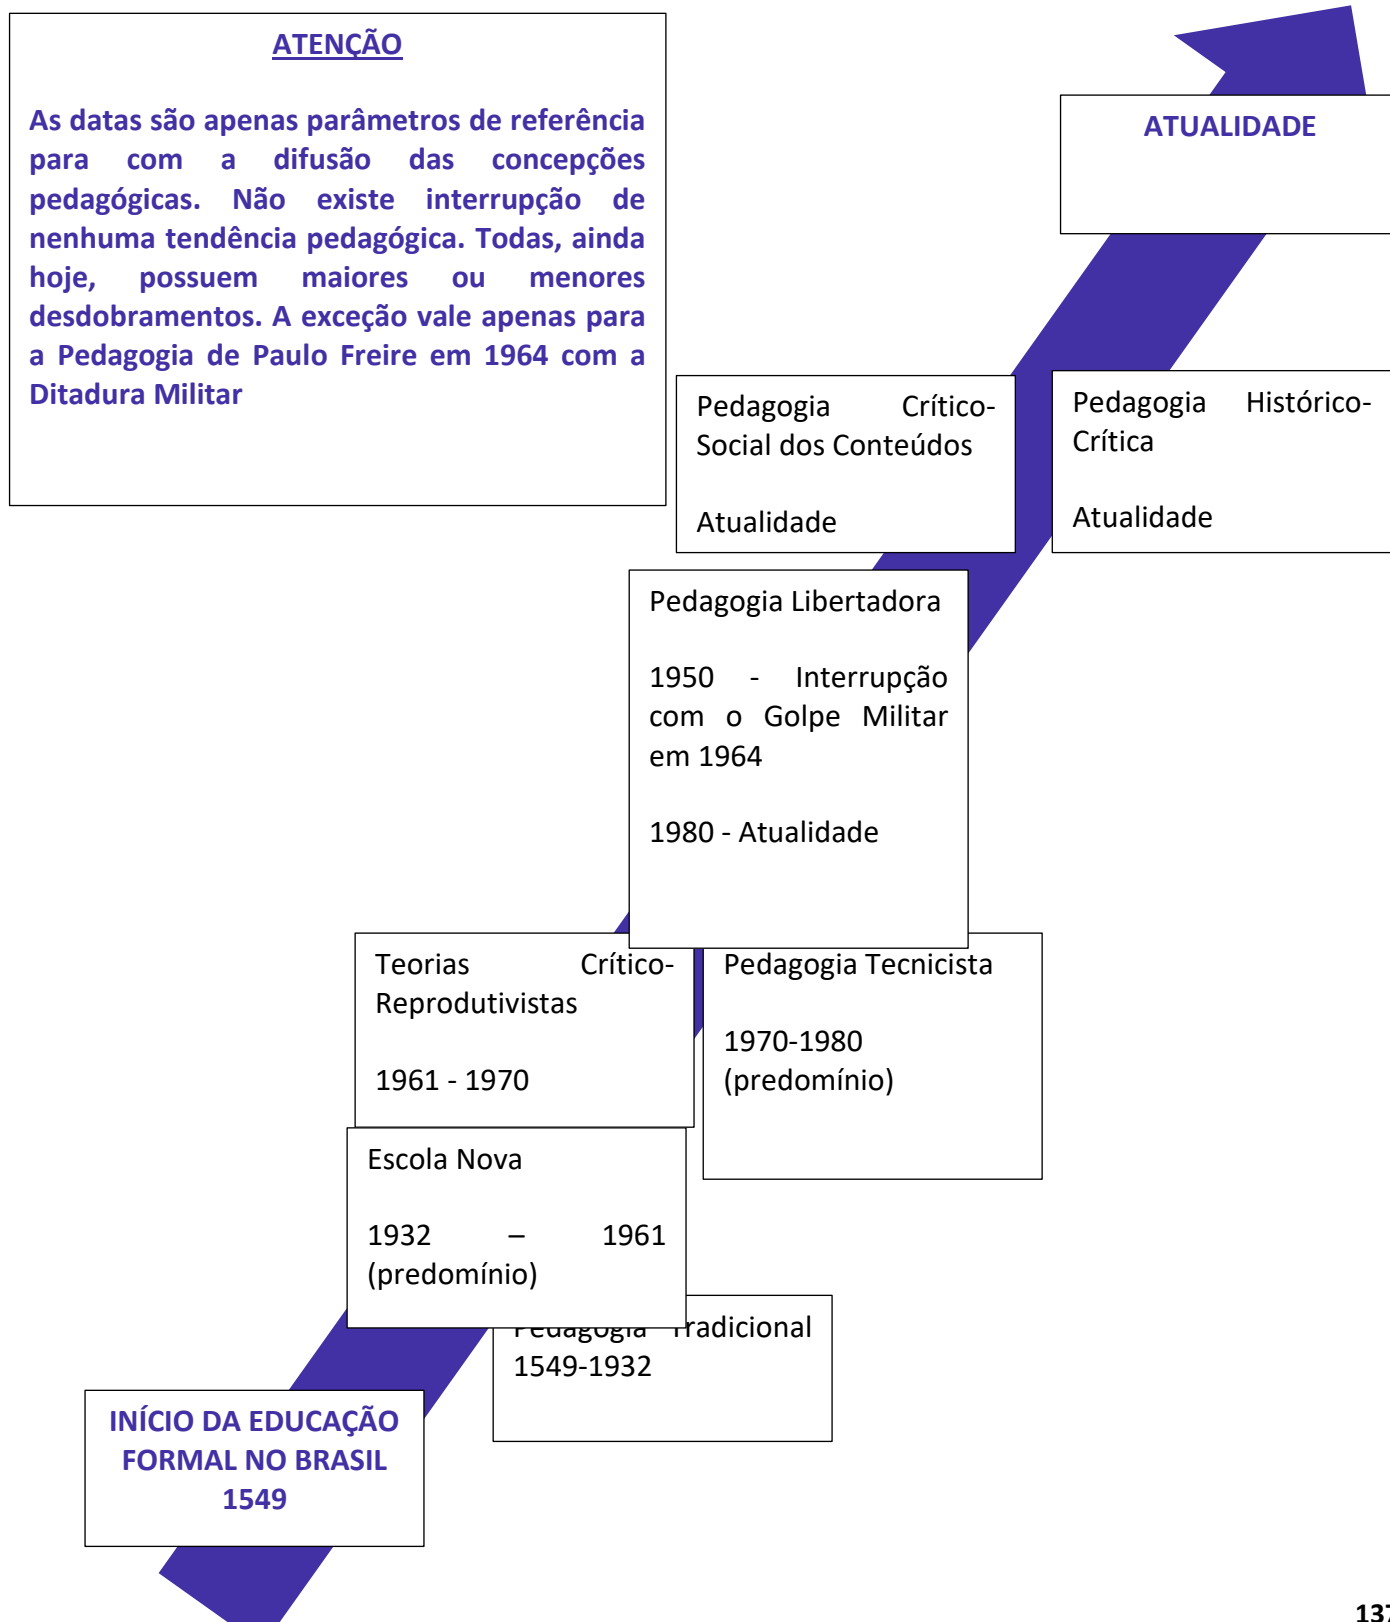 ATENÇÃO
As datas são apenas parâmetros de referência
para com a difusão das concepções
pedagógicas. Não existe interrupção de
nenhuma tendência pedagógica. Todas, ainda
hoje, possuem maiores ou menores
desdobramentos. A exceção vale apenas para
a Pedagogia de Paulo Freire em 1964 com a
Ditadura Militar
ATUALIDADE
Pedagogia Crítico-
Social dos Conteúdos
Atualidade
Pedagogia Histórico-
Crítica
Atualidade
Pedagogia Libertadora
1950 - Interrupção
com o Golpe Militar
em 1964
1980 - Atualidade
Teorias Crítico-
Reprodutivistas
1961 - 1970
Pedagogia Tecnicista
1970-1980
(predomínio)
Escola Nova
1932 – 1961
(predomínio)
Pedagogia Tradicional
1549-1932
INÍCIO DA EDUCAÇÃO
FORMAL NO BRASIL
1549
137